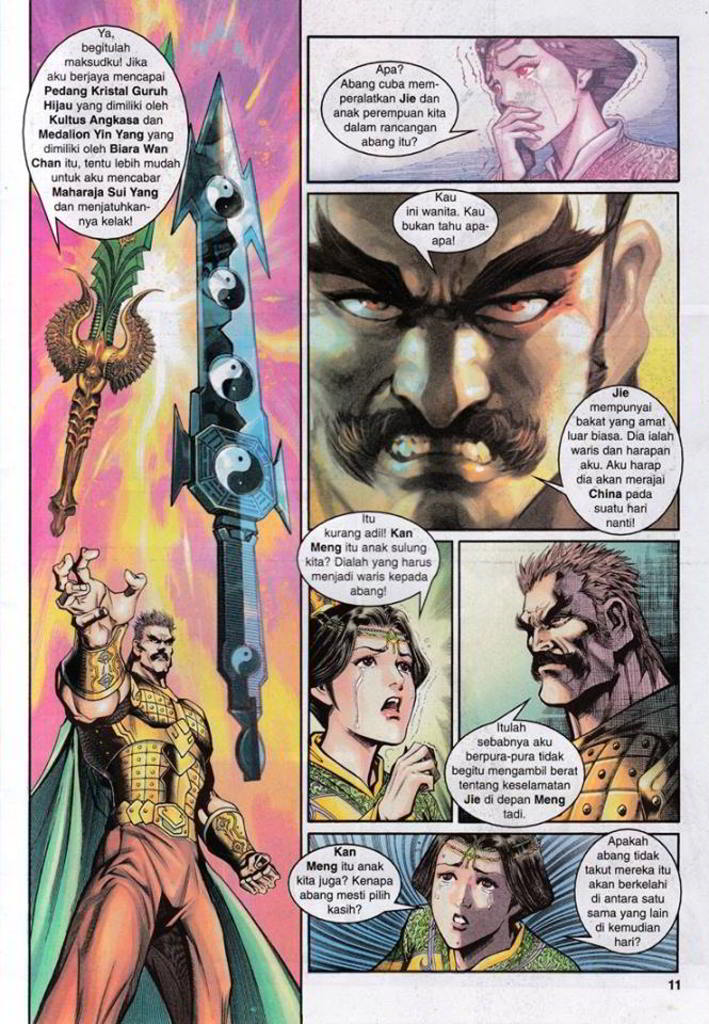 Ya,
begitulah
maksudku! Jika
aku berjaya mencapai
Pedang Kristal Guruh
Hijau yang dimiliki oleh
Kultus Angkasa dan
Medalion Yin Yang yang
dimiliki oleh Biara Wan
Chan itu, tentu lebih mudah
untuk aku mencabar
Maharaja Sui Yang
dan menjatuhkan-
nya kelak!
Apa?
Abang cuba mem-
peralatkan Jie dan
anak perempuan kita
dalam rancangan
abang itu?
Kau
ini wanita. Kau
bukan tahu apa-
apa!
Jie
mempunyai
bakat yang amat
luar biasa. Dia ialah
waris dan harapan
aku. Aku harap
dia akan merajai
China pada
suatu hari
nanti!
Itu
kurang adil! Kan
Meng itu anak sulung
kita? Dialah yang harus
menjadi waris kepada
abang!
Itulah
sebabnya aku
berpura-pura tidak
begitu mengambil berat
tentang keselamatan
Jie di depan Meng
tadi.
Kan
Meng itu anak
kita juga? Kenapa
abang mesti pilih
kasih?
Apakah
abang tidak
takut mereka itu
akan berkelahi
di antara satu
sama yang lain
di kemudian
hari?
11